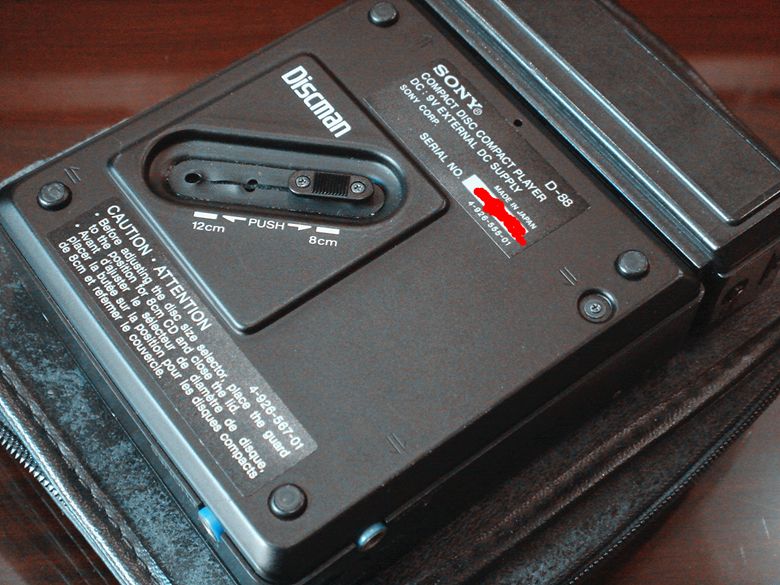 Discman
12cm PUSH 8cm
SONY®
COMPACT DISC COMPACT PLAYER D-88
DC: 9V EXTERNAL DC SUPPLY
SONY CORP.
MADE IN JAPAN
SERIAL NO.
4-926-565-01
CAUTION · ATTENTION
• Before adjusting the disc size selector, place the guard
to the position for 8cm CD and close the lid.
• Avant d'ajuster le sélecteur de diamètre de disque,
placer la butée sur la position pour les disques compacts
de 8cm et refermer le couvercle.
4-926-567-01